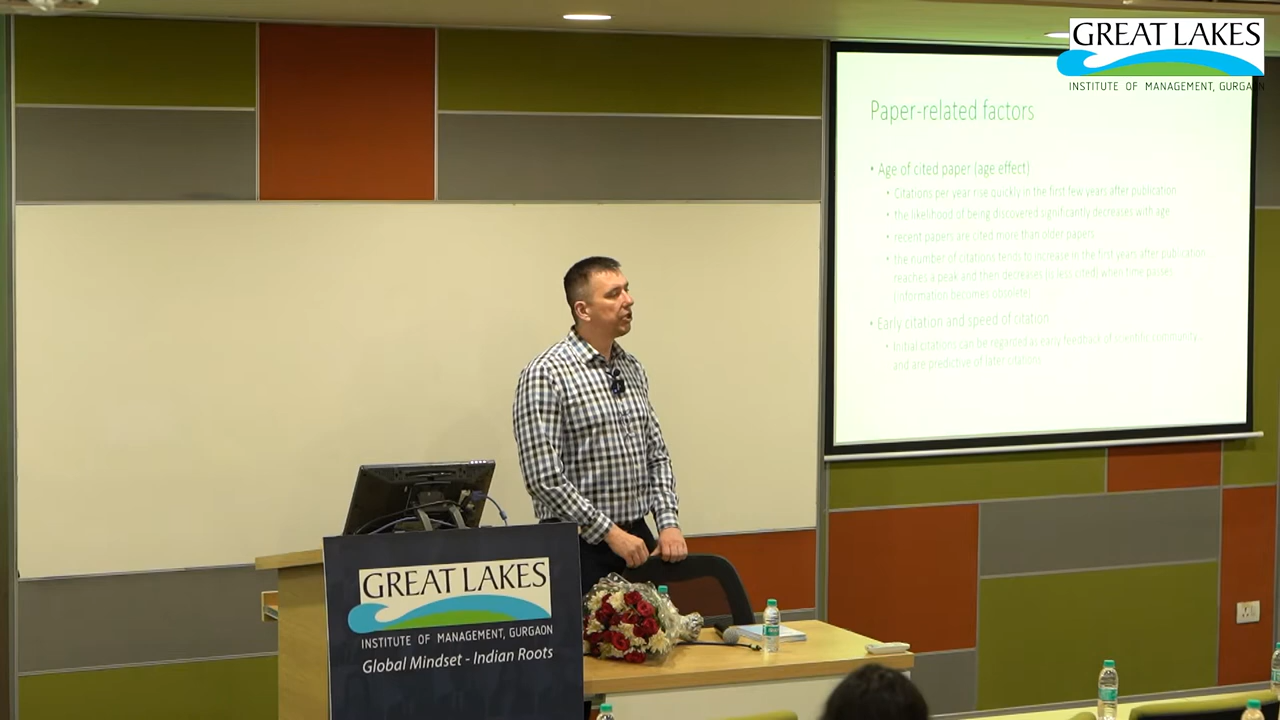 GREAT LAKES
INSTITUTE OF MANAGEMENT, GURGAON
Paper-related factors
• Age of cited paper (age effect)
• Citations per year rise quickly in the first few years after publication
• the likelihood of being discovered significantly decreases with age
• recent papers are cited more than older papers
• the number of citations tends to increase in the first years after publication
reaches a peak and then decreases (is less cited) when time passes
(information becomes obsolete)
• Early citation and speed of citation
• Initial citations can be regarded as early feedback of scientific community
and are predictive of later citations
GREAT LAKES
INSTITUTE OF MANAGEMENT, GURGAON
Global Mindset - Indian Roots